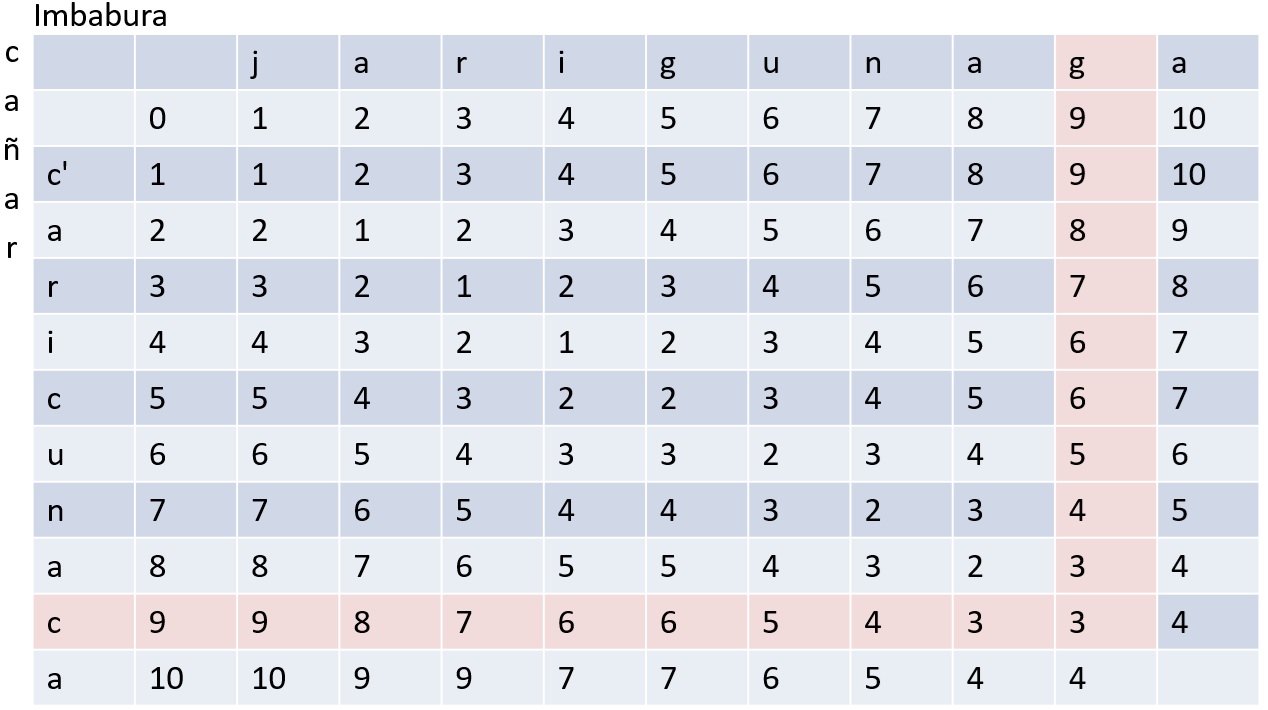 Imbabura
cañar
j a r i g u n a g a
0 1 2 3 4 5 6 7 8 9 10
c' 1 1 2 3 4 5 6 7 8 9 10
a 2 2 1 2 3 4 5 6 7 8 9
r 3 3 2 1 2 3 4 5 6 7 8
i 4 4 3 2 1 2 3 4 5 6 7
c 5 5 4 3 2 2 3 4 5 6 7
u 6 6 5 4 3 3 2 3 4 5 6
n 7 7 6 5 4 4 3 2 3 4 5
a 8 8 7 6 5 5 4 3 2 3 4
c 9 9 8 7 6 6 5 4 3 3 4
a 10 10 9 9 7 7 6 5 4 4